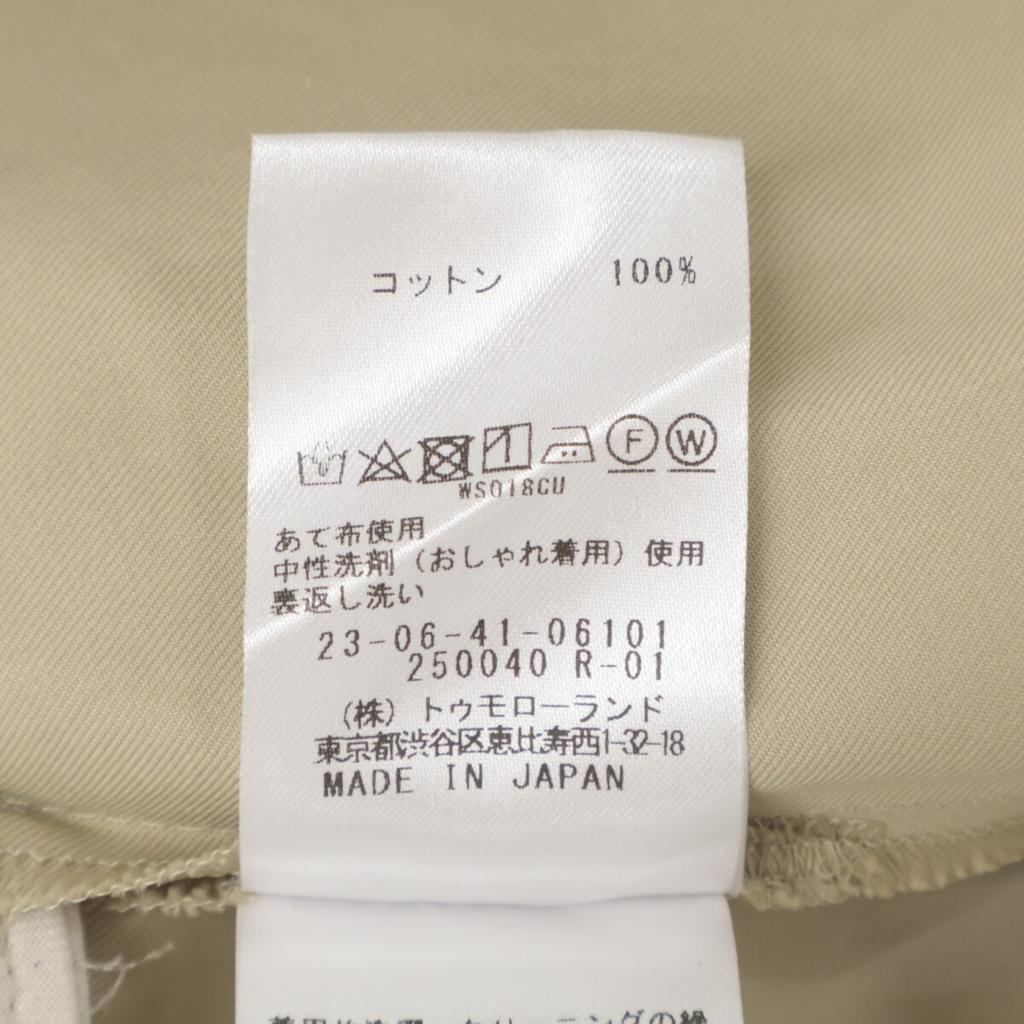 コットン 100%
F W
WS018CU
あて布使用
中性洗剤（おしゃれ着用）使用
裏返し洗い
23-06-41-06101
250040 R-01
（株）トゥモローランド
東京都渋谷区恵比寿西1-32-18
MADE IN JAPAN